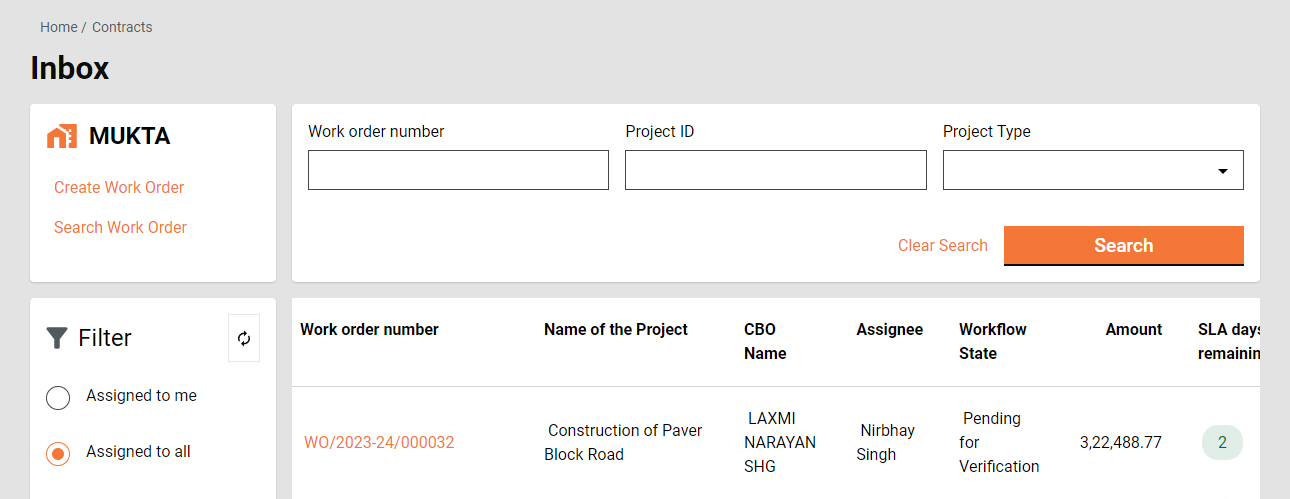 Home / Contracts
Inbox
MUKTA
Create Work Order
Search Work Order
Work order number
Project ID
Project Type
Clear Search
Search
Filter
Assigned to me
Assigned to all
Work order number
Name of the Project
CBO
Name
Assignee
Workflow
State
Amount
SLA days
remainin
WO/2023-24/000032
Construction of Paver
Block Road
LAXMI
NARAYAN
SHG
Nirbhay
Singh
Pending
for
Verification
3,22,488.77
2